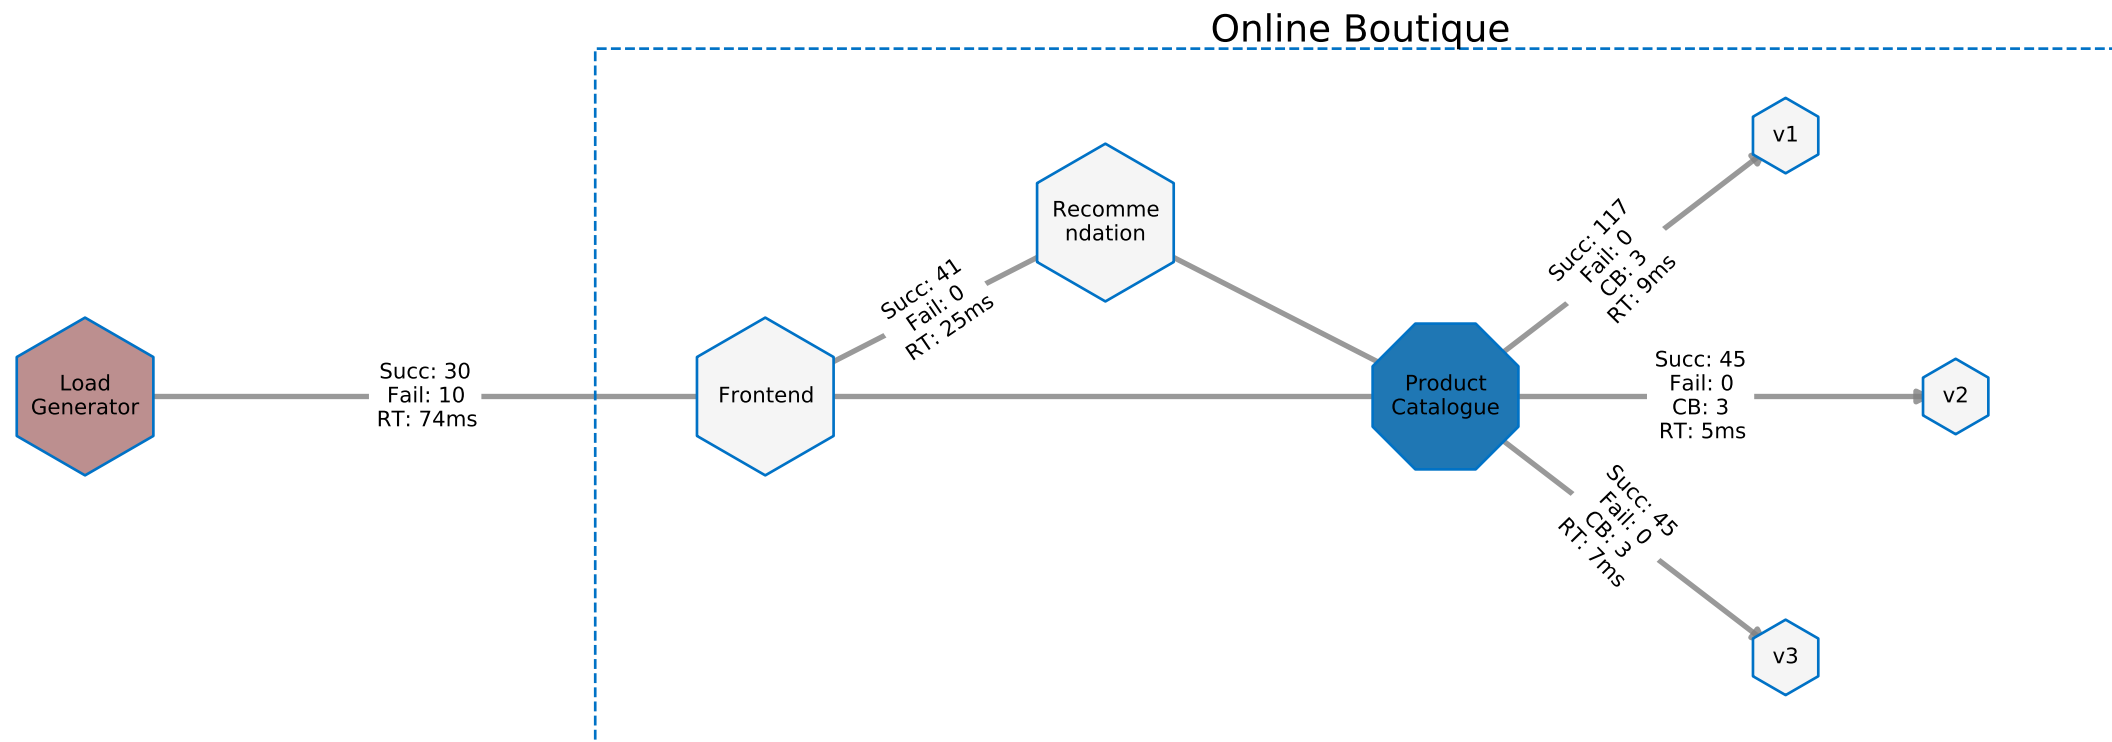 Online Boutique
Load
Generator
Succ: 30
Fail: 10
RT: 74ms
Frontend
Succ: 41
Fail: 0
RT: 25ms
Recomme
ndation
Product
Catalogue
Succ: 117
Fail: 0
CB: 3
RT: 9ms
v1
Succ: 45
Fail: 0
CB: 3
RT: 5ms
v2
Succ: 45
Fail: 0
CB: 3
RT: 7ms
v3